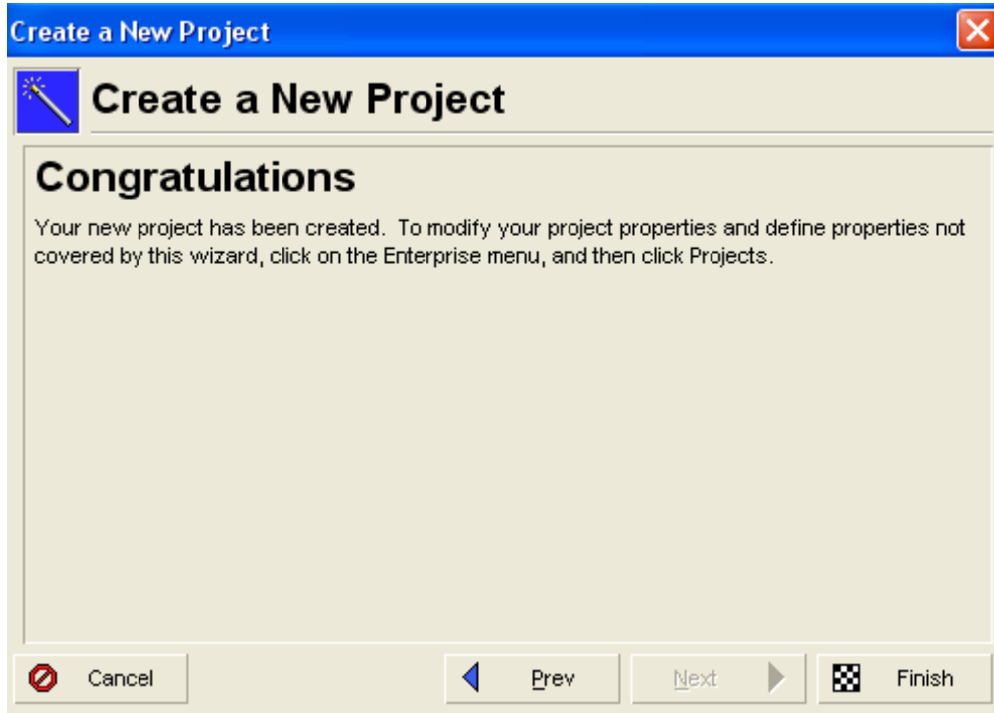 Create a New Project
Create a New Project
Congratulations
Your new project has been created.  To modify your project properties and define properties not
covered by this wizard, click on the Enterprise menu, and then click Projects.
Cancel
Prev
Next
Finish